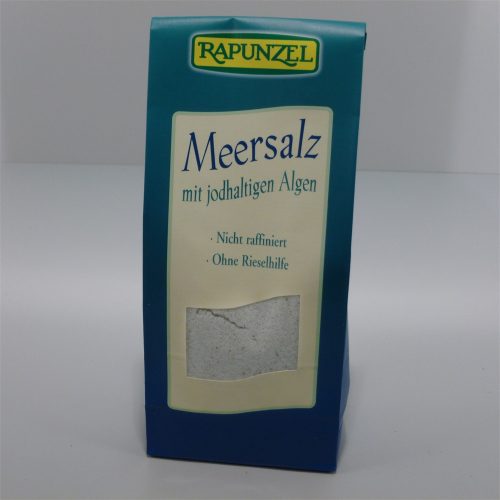 RAPUNZEL
Meersalz
mit jodhaltigen Algen
· Nicht raffiniert
· Ohne Rieselhilfe